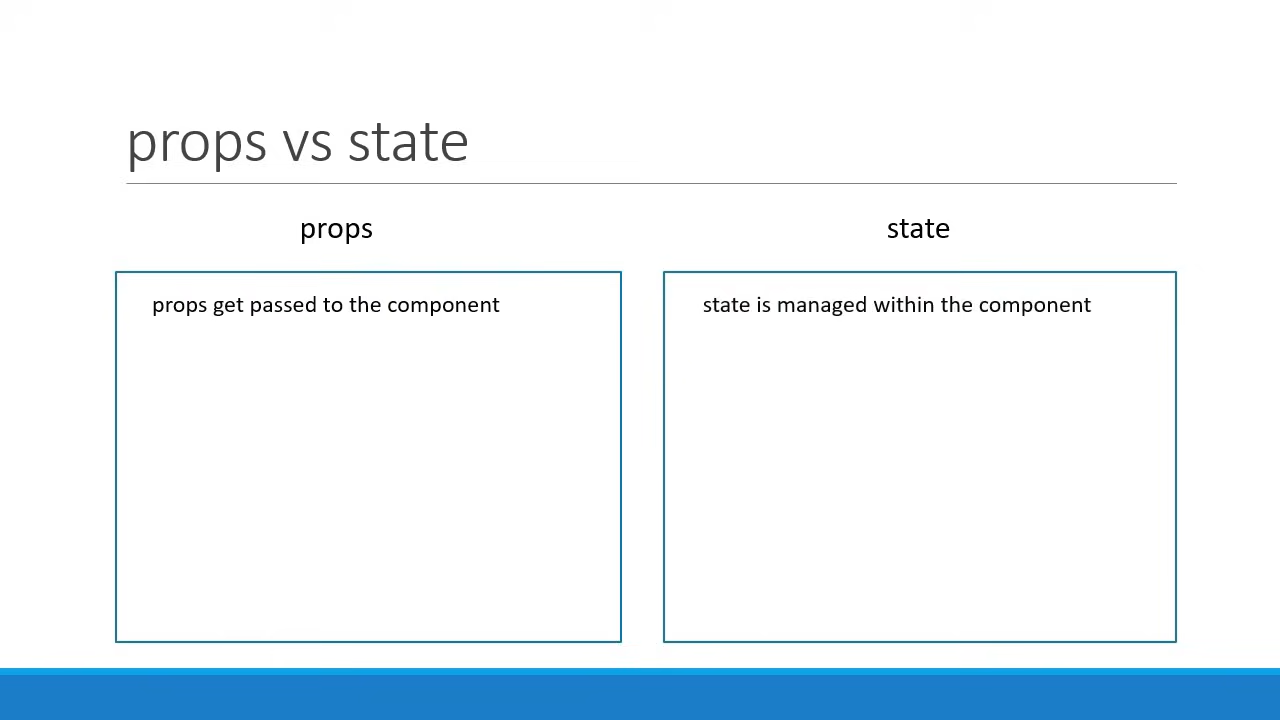 props vs state
props
state
props get passed to the component
state is managed within the component